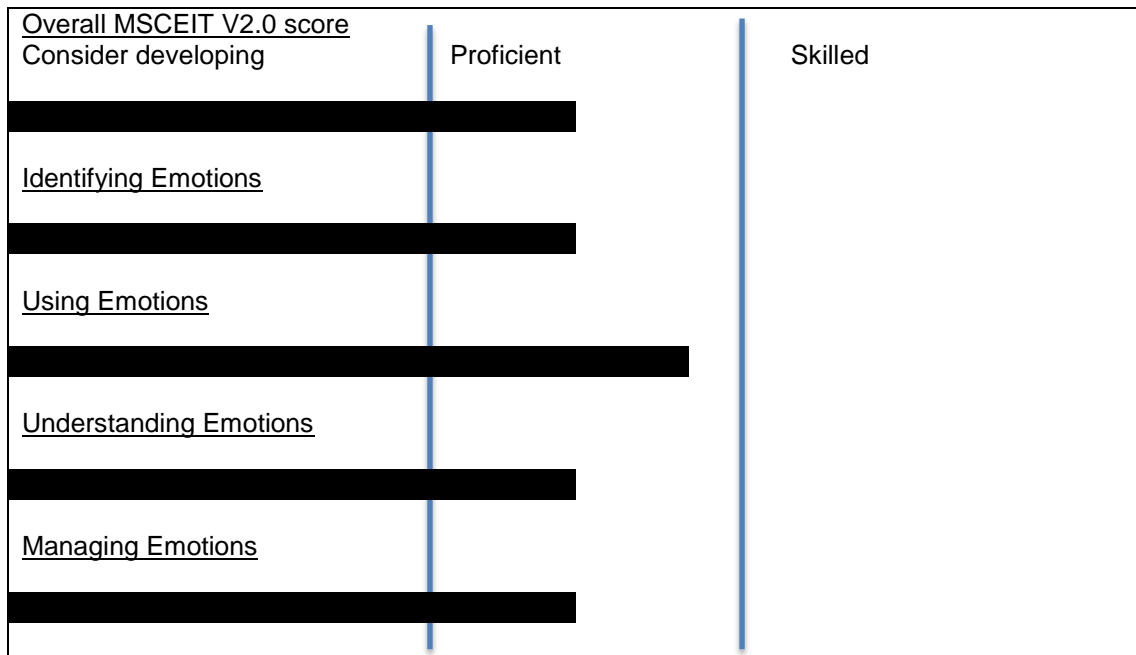 Overall MSCEIT V2.0 score
Consider developing Proficient Skilled
Identifying Emotions
Using Emotions
Understanding Emotions
Managing Emotions